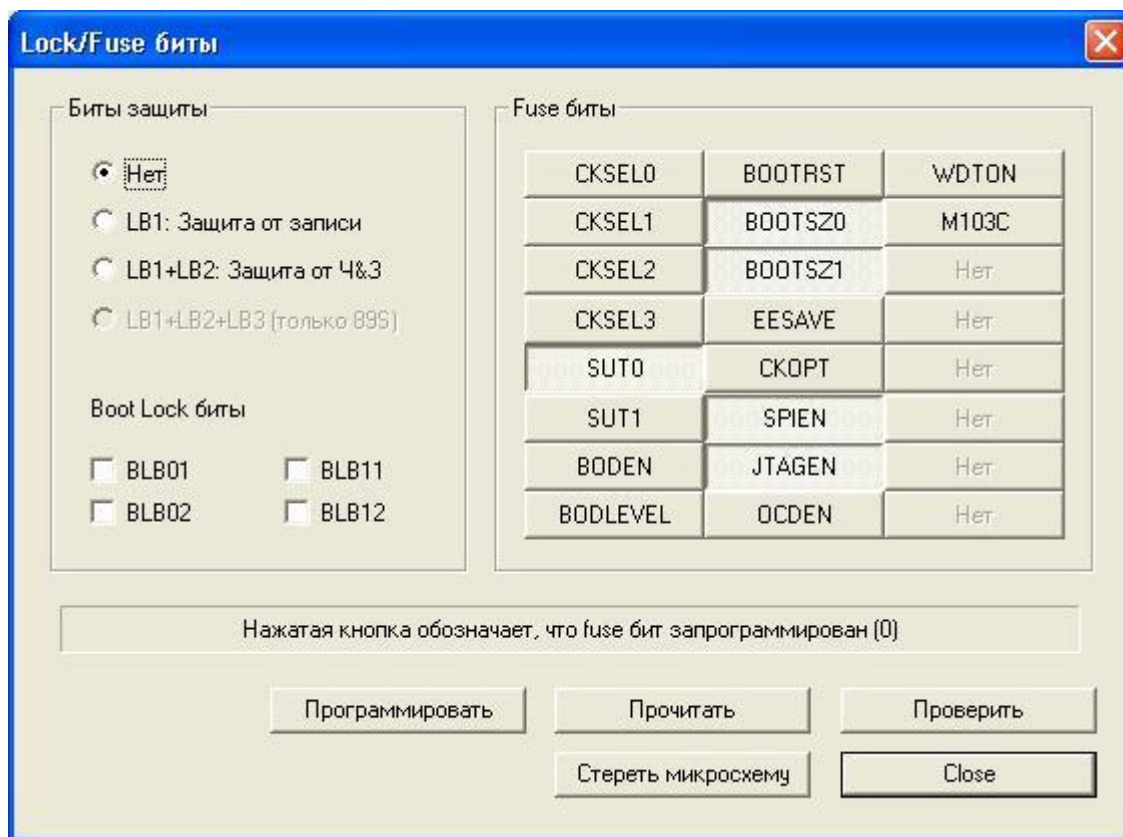 Lock/Fuse биты
Биты защиты
Нет
LB1: Защита от записи
LB1+LB2: Защита от Ч&З
LB1+LB2+LB3 (только 89S)
Boot Lock биты
BLB01 BLB11
BLB02 BLB12
Fuse биты
CKSEL0 BOOTRST WDTON
CKSEL1 BOOTSZ0 M103C
CKSEL2 BOOTSZ1 Нет
CKSEL3 EESAVE Нет
SUT0 CKOPT Нет
SUT1 SPIEN Нет
BODEN JTAGEN Нет
BODLEVEL OCDEN Нет
Нажатая кнопка обозначает, что fuse бит запрограммирован (0)
Программировать Прочитать Проверить
Стереть микросхему Close